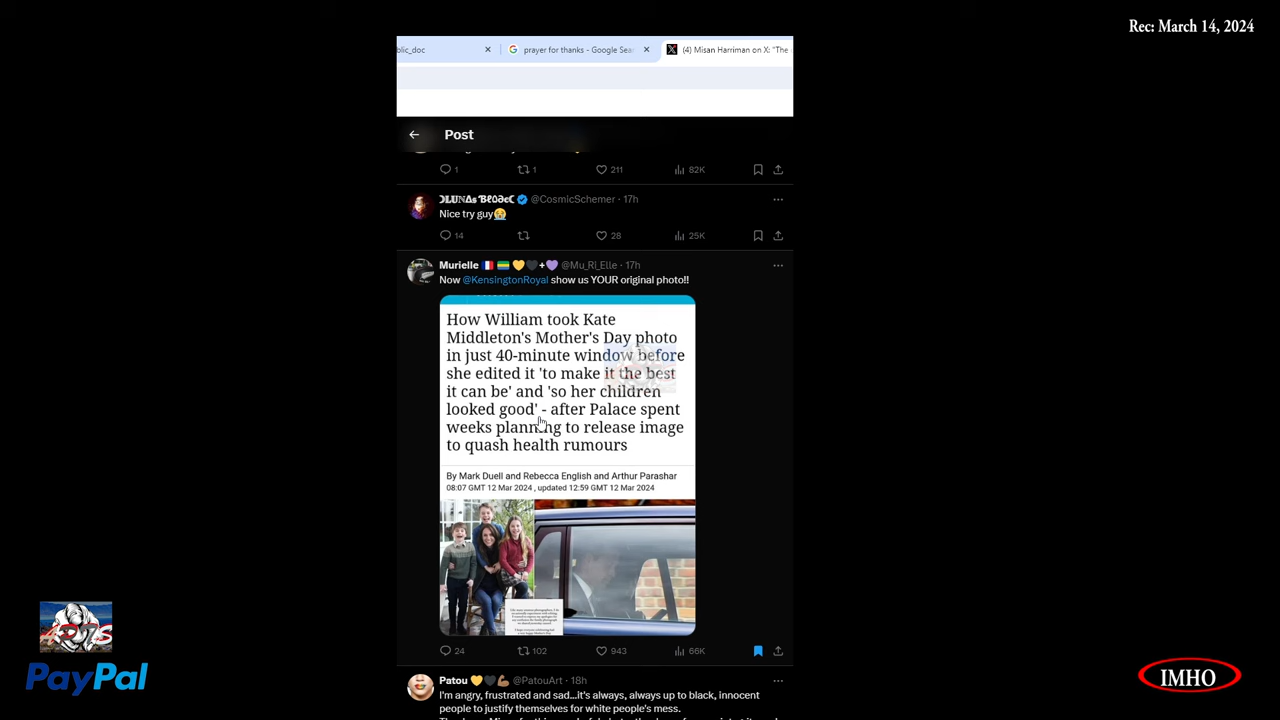 Rec: March 14, 2024
blic_doc
prayer for thanks - Google Sea
(4) Misan Harriman on X: "The
Post
1 1 211 82K
@CosmicSchemer · 17h
Nice try guy😭
14 28 25K
Murielle 🇫🇷 🇬🇦 💛🖤+💜 @Mu_Ri_Elle · 17h
Now @KensingtonRoyal show us YOUR original photo!!
How William took Kate
Middleton's Mother's Day photo
in just 40-minute window before
she edited it 'to make it the best
it can be' and 'so her children
looked good' - after Palace spent
weeks planning to release image
to quash health rumours
By Mark Duell and Rebecca English and Arthur Parashar
08:07 GMT 12 Mar 2024 , updated 12:59 GMT 12 Mar 2024
24 102 943 66K
Patou 💛🖤💪🏾 @PatouArt · 18h
I'm angry, frustrated and sad...it's always, always up to black, innocent
people to justify themselves for white people's mess.
PayPal
IMHO